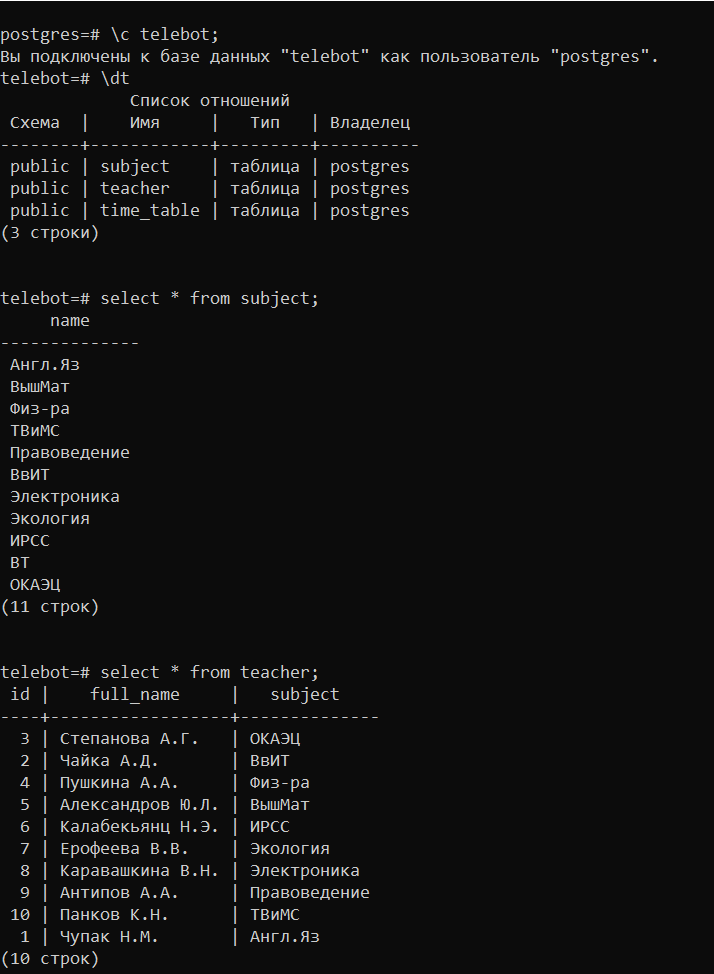 postgres=# \c telebot;
Вы подключены к базе данных "telebot" как пользователь "postgres".
telebot=# \dt
             Список отношений
 Схема  |    Имя     |   Тип   | Владелец
--------+------------+---------+----------
 public | subject    | таблица | postgres
 public | teacher    | таблица | postgres
 public | time_table | таблица | postgres
(3 строки)
telebot=# select * from subject;
     name
--------------
 Англ.Яз
 ВышМат
 Физ-ра
 ТВиМС
 Правоведение
 ВвИТ
 Электроника
 Экология
 ИРСС
 ВТ
 ОКАЭЦ
(11 строк)
telebot=# select * from teacher;
 id |    full_name     |   subject
----+------------------+--------------
  3 | Степанова А.Г.   | ОКАЭЦ
  2 | Чайка А.Д.       | ВвИТ
  4 | Пушкина А.А.     | Физ-ра
  5 | Александров Ю.Л. | ВышМат
  6 | Калабекьянц Н.Э. | ИРСС
  7 | Ерофеева В.В.    | Экология
  8 | Каравашкина В.Н. | Электроника
  9 | Антипов А.А.     | Правоведение
 10 | Панков К.Н.      | ТВиМС
  1 | Чупак Н.М.       | Англ.Яз
(10 строк)